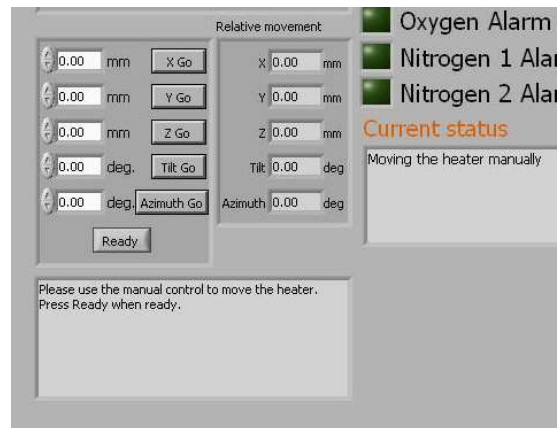 Relative movement
0.00 mm X Go X 0.00 mm
0.00 mm Y Go Y 0.00 mm
0.00 mm Z Go Z 0.00 mm
0.00 deg. Tilt Go Tilt 0.00 deg
0.00 deg. Azimuth Go Azimuth 0.00 deg
Ready
Oxygen Alarm
Nitrogen 1 Alar
Nitrogen 2 Alar
Current status
Moving the heater manually
Please use the manual control to move the heater.
Press Ready when ready.